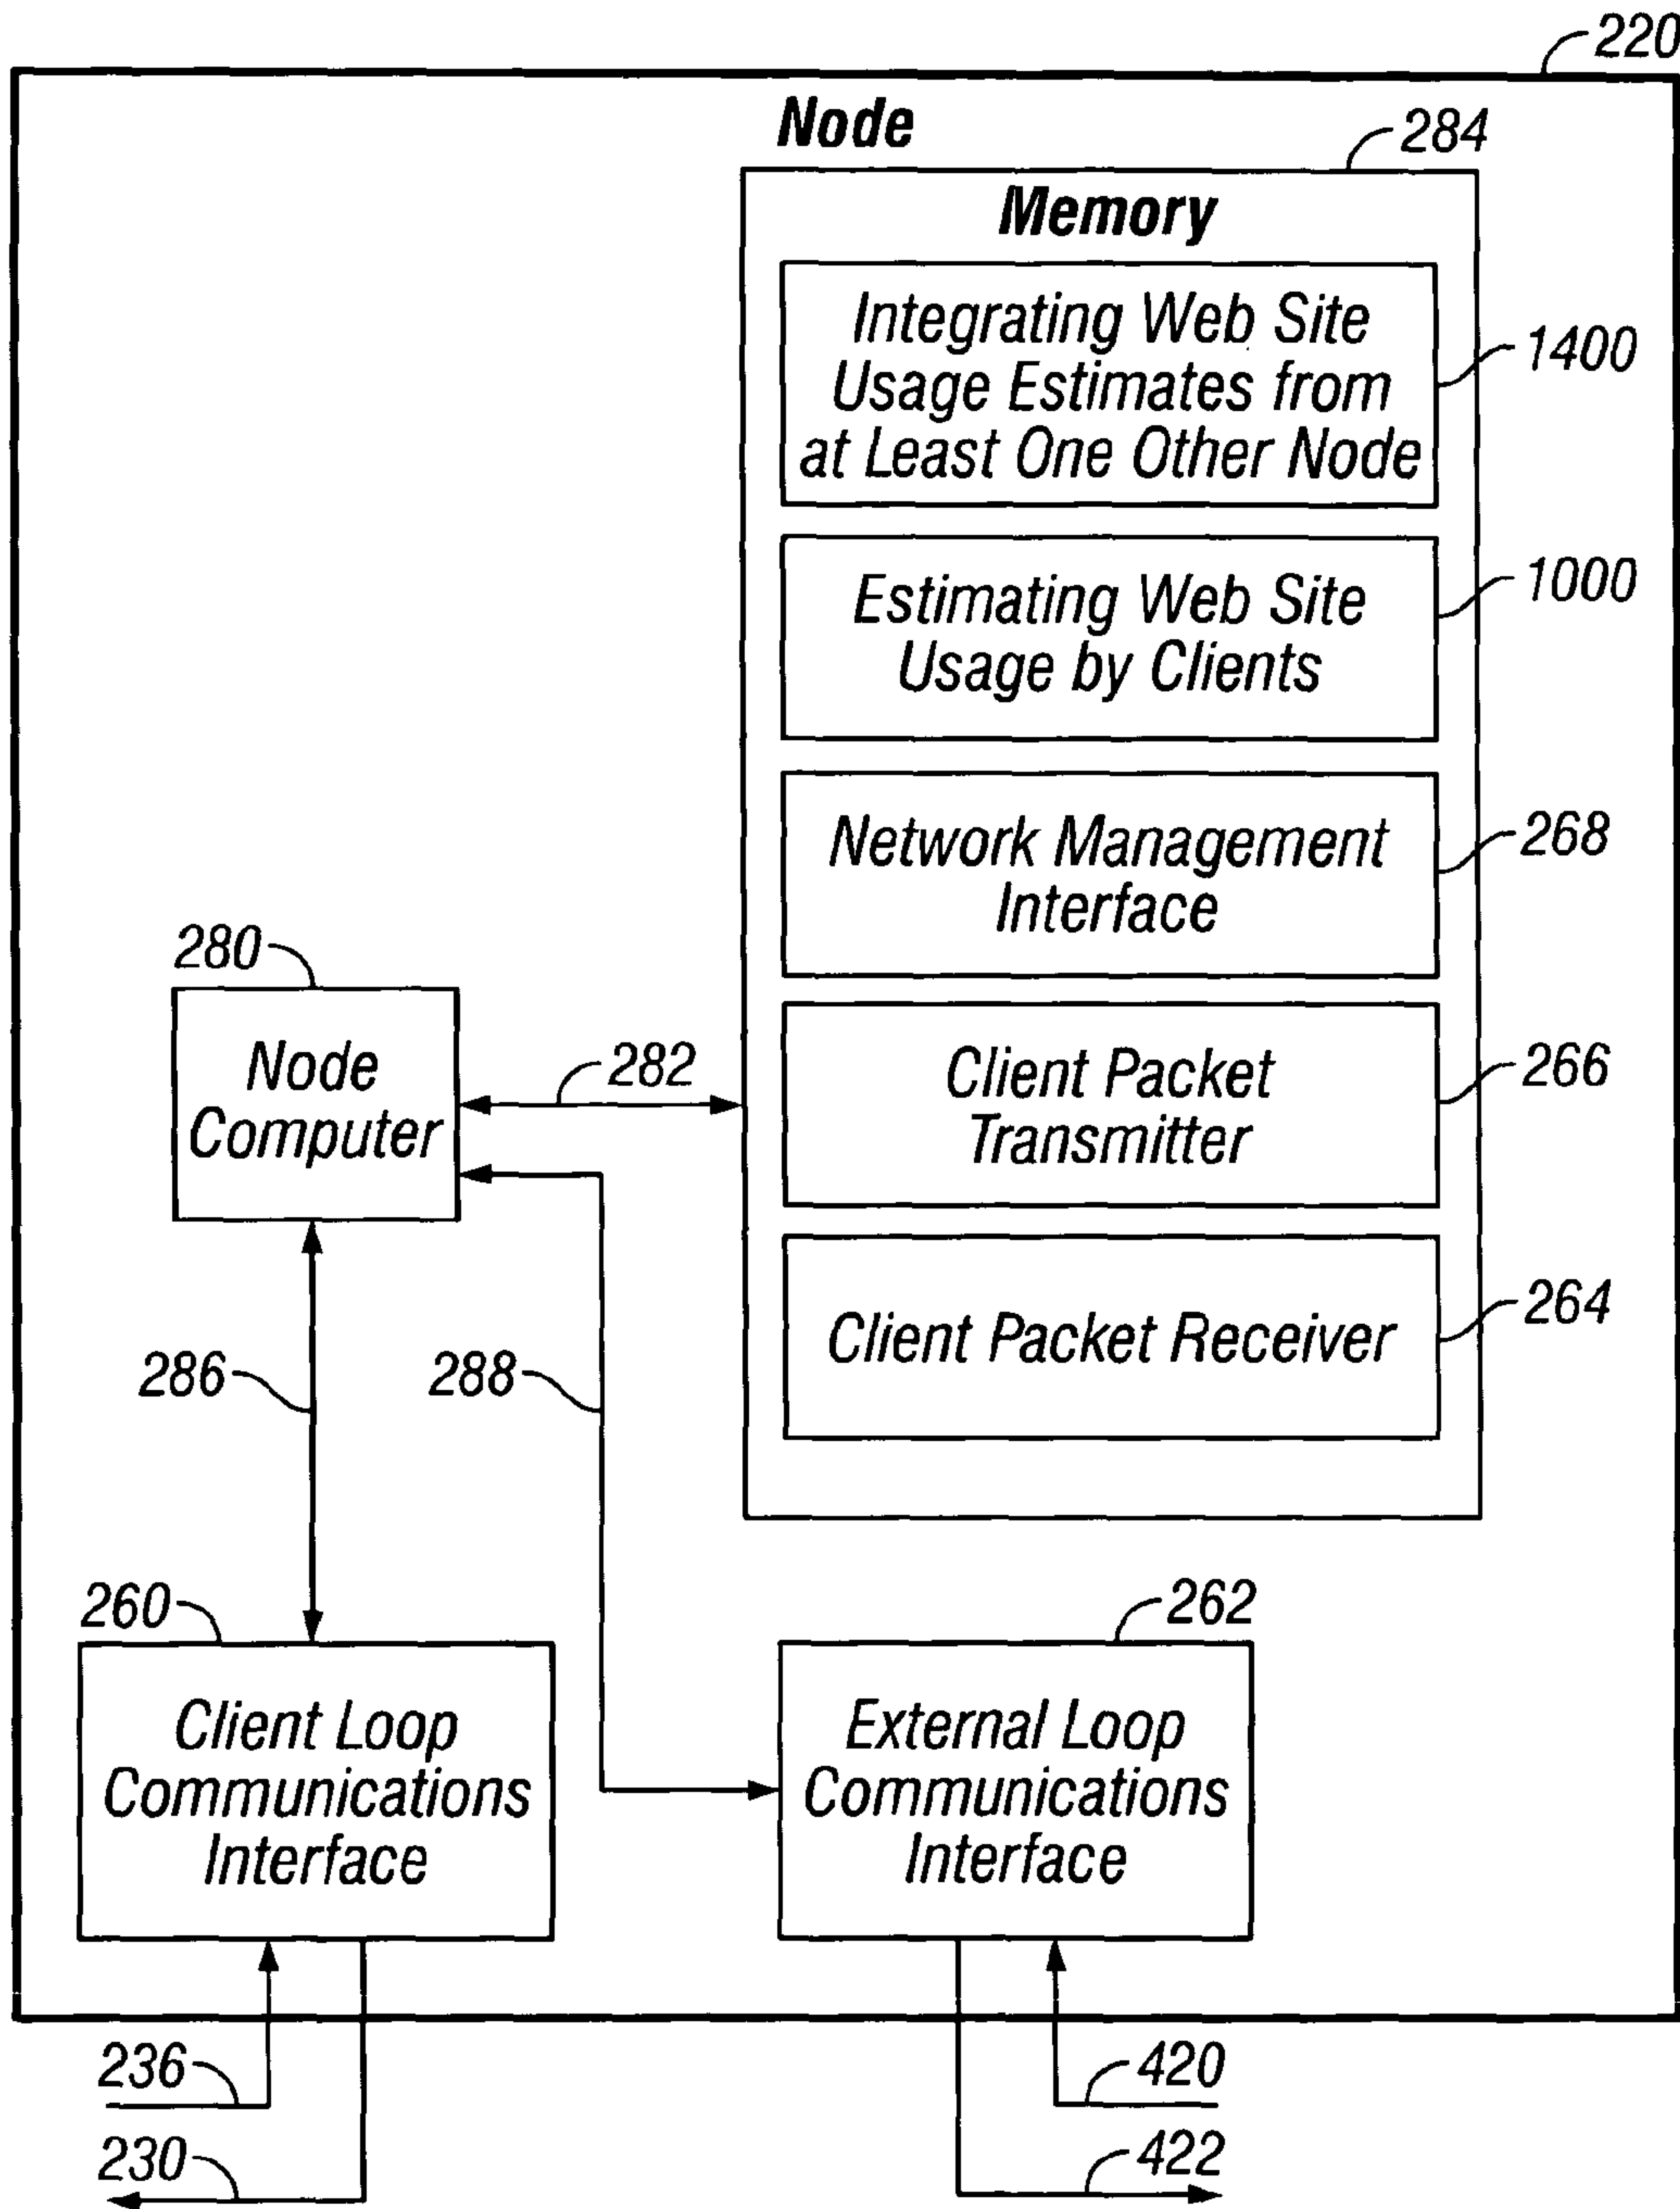 220
Node
284
Memory
Integrating Web Site
Usage Estimates from
at Least One Other Node
1400
Estimating Web Site
Usage by Clients
1000
Network Management
Interface
268
280
Node
Computer
282
Client Packet
Transmitter
266
Client Packet Receiver
264
286
288
260
Client Loop
Communications
Interface
262
External Loop
Communications
Interface
236
230
420
422